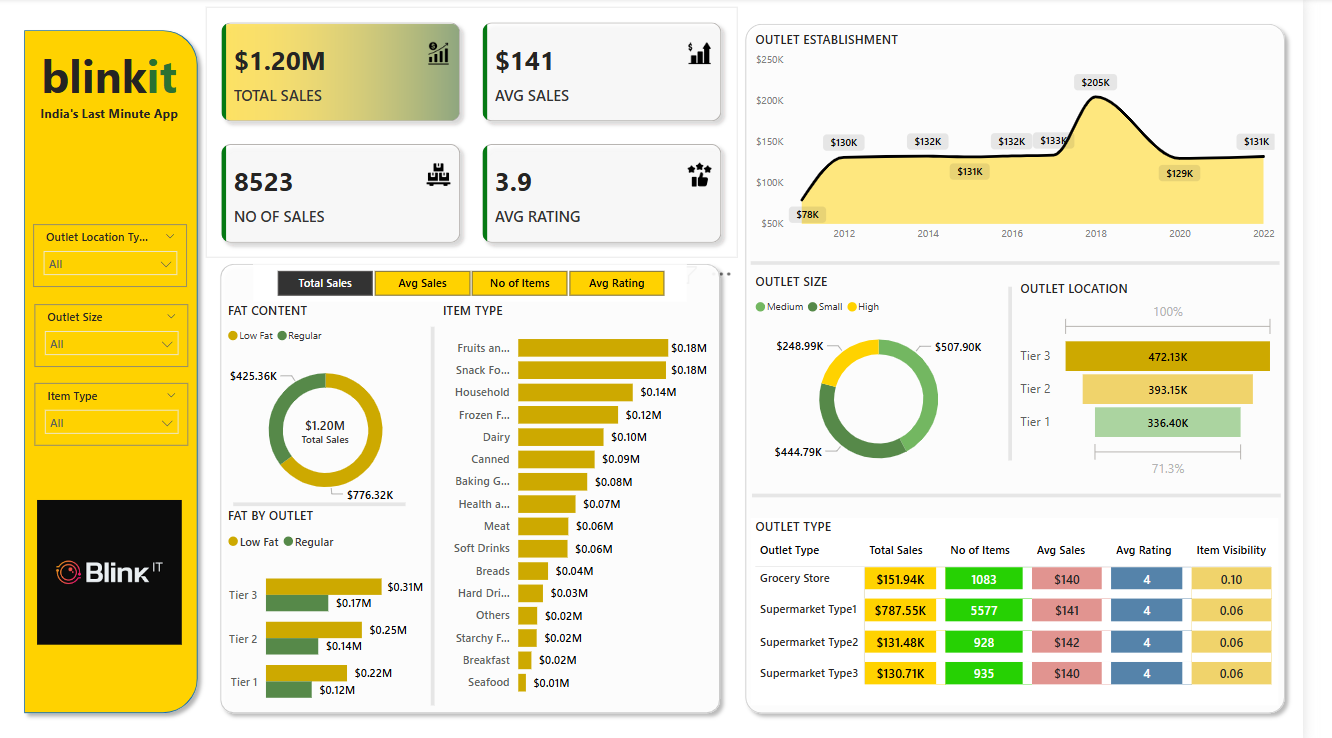 blinkit
India's Last Minute App
Outlet Location Ty...
All
Outlet Size
All
Item Type
All
Blink IT
$1.20M
TOTAL SALES
$141
AVG SALES
8523
NO OF SALES
3.9
AVG RATING
Total Sales Avg Sales No of Items Avg Rating
FAT CONTENT
Low Fat Regular
$425.36K
$1.20M
Total Sales
$776.32K
FAT BY OUTLET
Low Fat Regular
Tier 3 $0.31M
$0.17M
Tier 2 $0.25M
$0.14M
Tier 1 $0.22M
$0.12M
ITEM TYPE
Fruits an... $0.18M
Snack Fo... $0.18M
Household $0.14M
Frozen F... $0.12M
Dairy $0.10M
Canned $0.09M
Baking G... $0.08M
Health a... $0.07M
Meat $0.06M
Soft Drinks $0.06M
Breads $0.04M
Hard Dri... $0.03M
Others $0.02M
Starchy F... $0.02M
Breakfast $0.02M
Seafood $0.01M
OUTLET ESTABLISHMENT
$250K
$200K
$150K
$100K
$50K
$78K
$130K
$132K
$131K
$132K
$133K
$205K
$129K
$131K
2012 2014 2016 2018 2020 2022
OUTLET SIZE
Medium Small High
$248.99K
$507.90K
$444.79K
OUTLET LOCATION
100%
Tier 3 472.13K
Tier 2 393.15K
Tier 1 336.40K
71.3%
OUTLET TYPE
Outlet Type Total Sales No of Items Avg Sales Avg Rating Item Visibility
Grocery Store $151.94K 1083 $140 4 0.10
Supermarket Type1 $787.55K 5577 $141 4 0.06
Supermarket Type2 $131.48K 928 $142 4 0.06
Supermarket Type3 $130.71K 935 $140 4 0.06